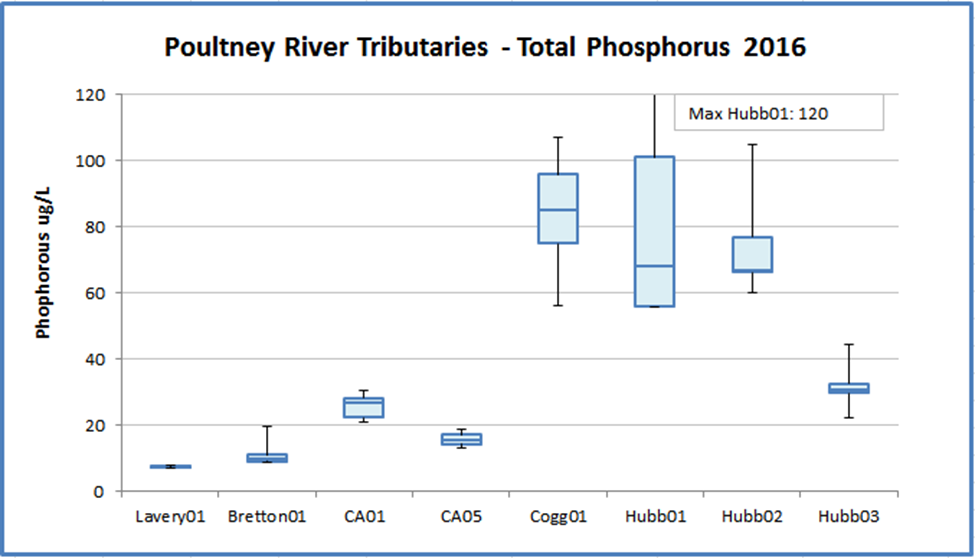 Poultney River Tributaries - Total Phosphorus 2016
Phophorous ug/L
120
100
80
60
40
20
0
Max Hubb01: 120
Lavery01 Bretton01 CA01 CA05 Cogg01 Hubb01 Hubb02 Hubb03